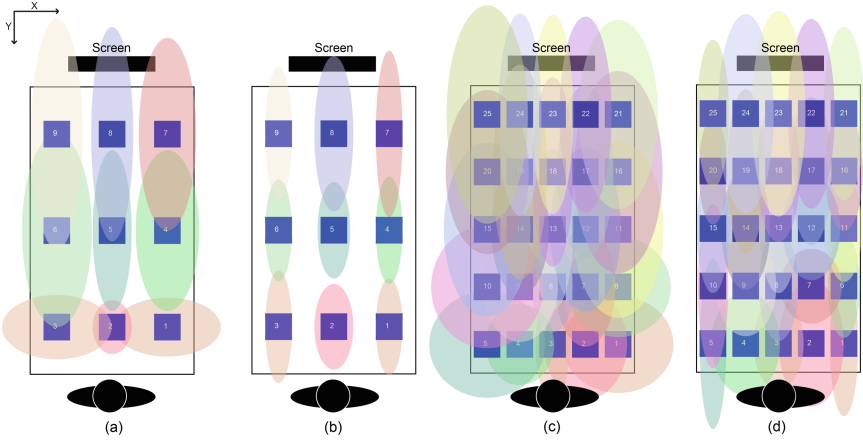 X
Y
Screen
9 8 7
6 5 4
3 2 1
(a)
Screen
9 8 7
6 5 4
3 2 1
(b)
Screen
25 24 23 22 21
20 18 17 16
15 14 13 12 11
10 8 7 6
5 4 3 2 1
(c)
Screen
25 24 23 22 21
20 19 18 17 16
15 14 13 12 11
10 9 8 7 6
5 4 3 2 1
(d)